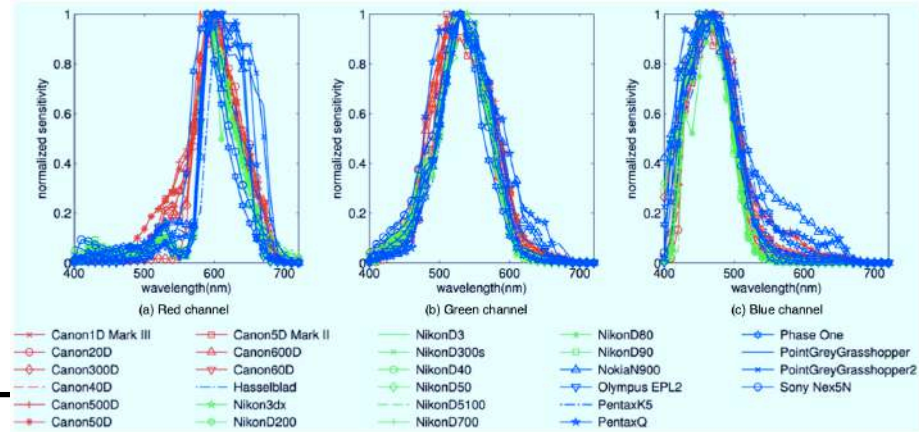 normalized sensitivity
1
0.8
0.6
0.4
0.2
0
400 500 600 700
wavelength(nm)
(a) Red channel
normalized sensitivity
1
0.8
0.6
0.4
0.2
0
400 500 600 700
wavelength(nm)
(b) Green channel
normalized sensitivity
1
0.8
0.6
0.4
0.2
0
400 500 600 700
wavelength(nm)
(c) Blue channel
Canon1D Mark III
Canon20D
Canon300D
Canon40D
Canon500D
Canon50D
Canon5D Mark II
Canon600D
Canon60D
Hasselblad
Nikon3dx
NikonD200
NikonD3
NikonD300s
NikonD40
NikonD50
NikonD5100
NikonD700
NikonD80
NikonD90
NokiaN900
Olympus EPL2
PentaxK5
PentaxQ
Phase One
PointGreyGrasshopper
PointGreyGrasshopper2
Sony Nex5N